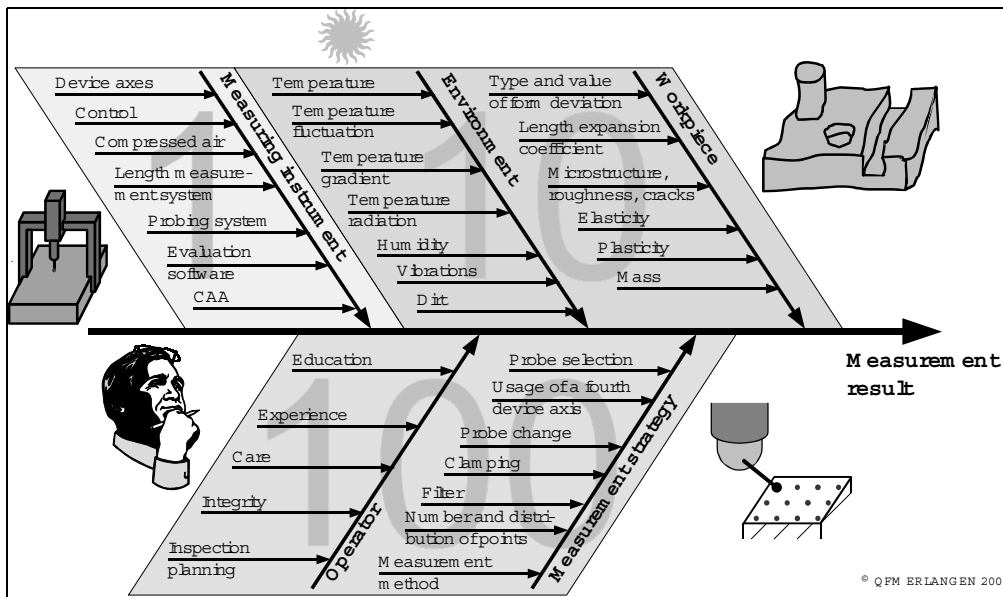 Device axes
Control
Compressed air
Length measure-
ment system
Probing system
Evaluation
software
CAA
Measuring instrument
1
Temperature
Temperature
fluctuation
Temperature
gradient
Temperature
radiation
Humidity
Vibrations
Dirt
Environment
10
Type and value
of form deviation
Length expansion
coefficient
Microstructure,
roughness, cracks
Elasticity
Plasticity
Mass
Workpiece
Measurement
result
Education
Experience
Care
Integrity
Inspection
planning
Operator
100
Probe selection
Usage of a fourth
device axis
Probe change
Clamping
Filter
Number and distri-
bution of points
Measurement
method
Measurement strategy
© QFM ERLANGEN 200